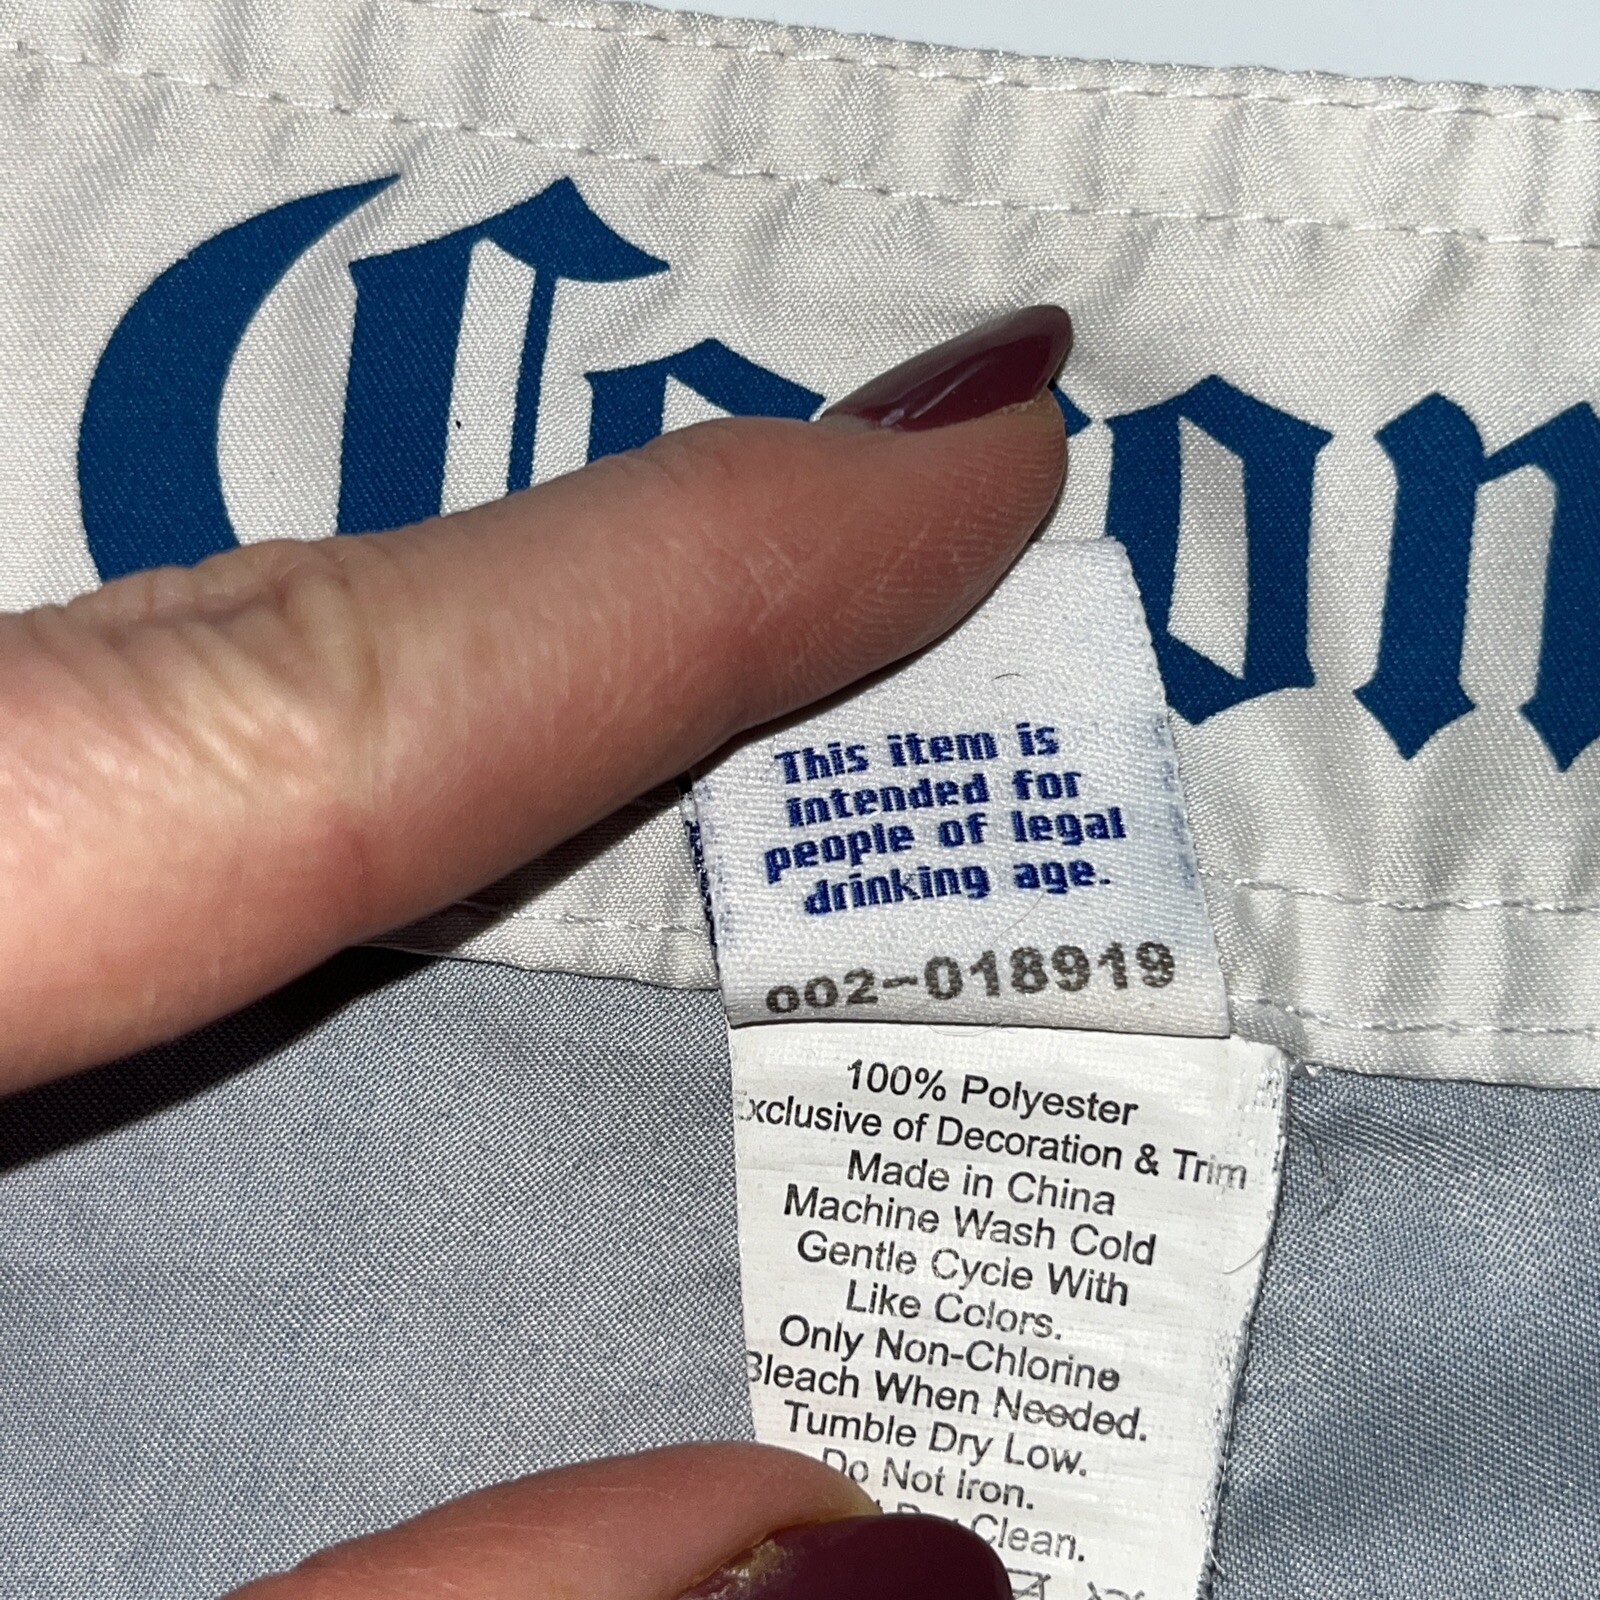 This item is
intended for
people of legal
drinking age.
002-018919
100% Polyester
xclusive of Decoration & Trim
Made in China
Machine Wash Cold
Gentle Cycle With
Like Colors.
Only Non-Chlorine
Bleach When Needed.
Tumble Dry Low.
Do Not Iron.
Clean.